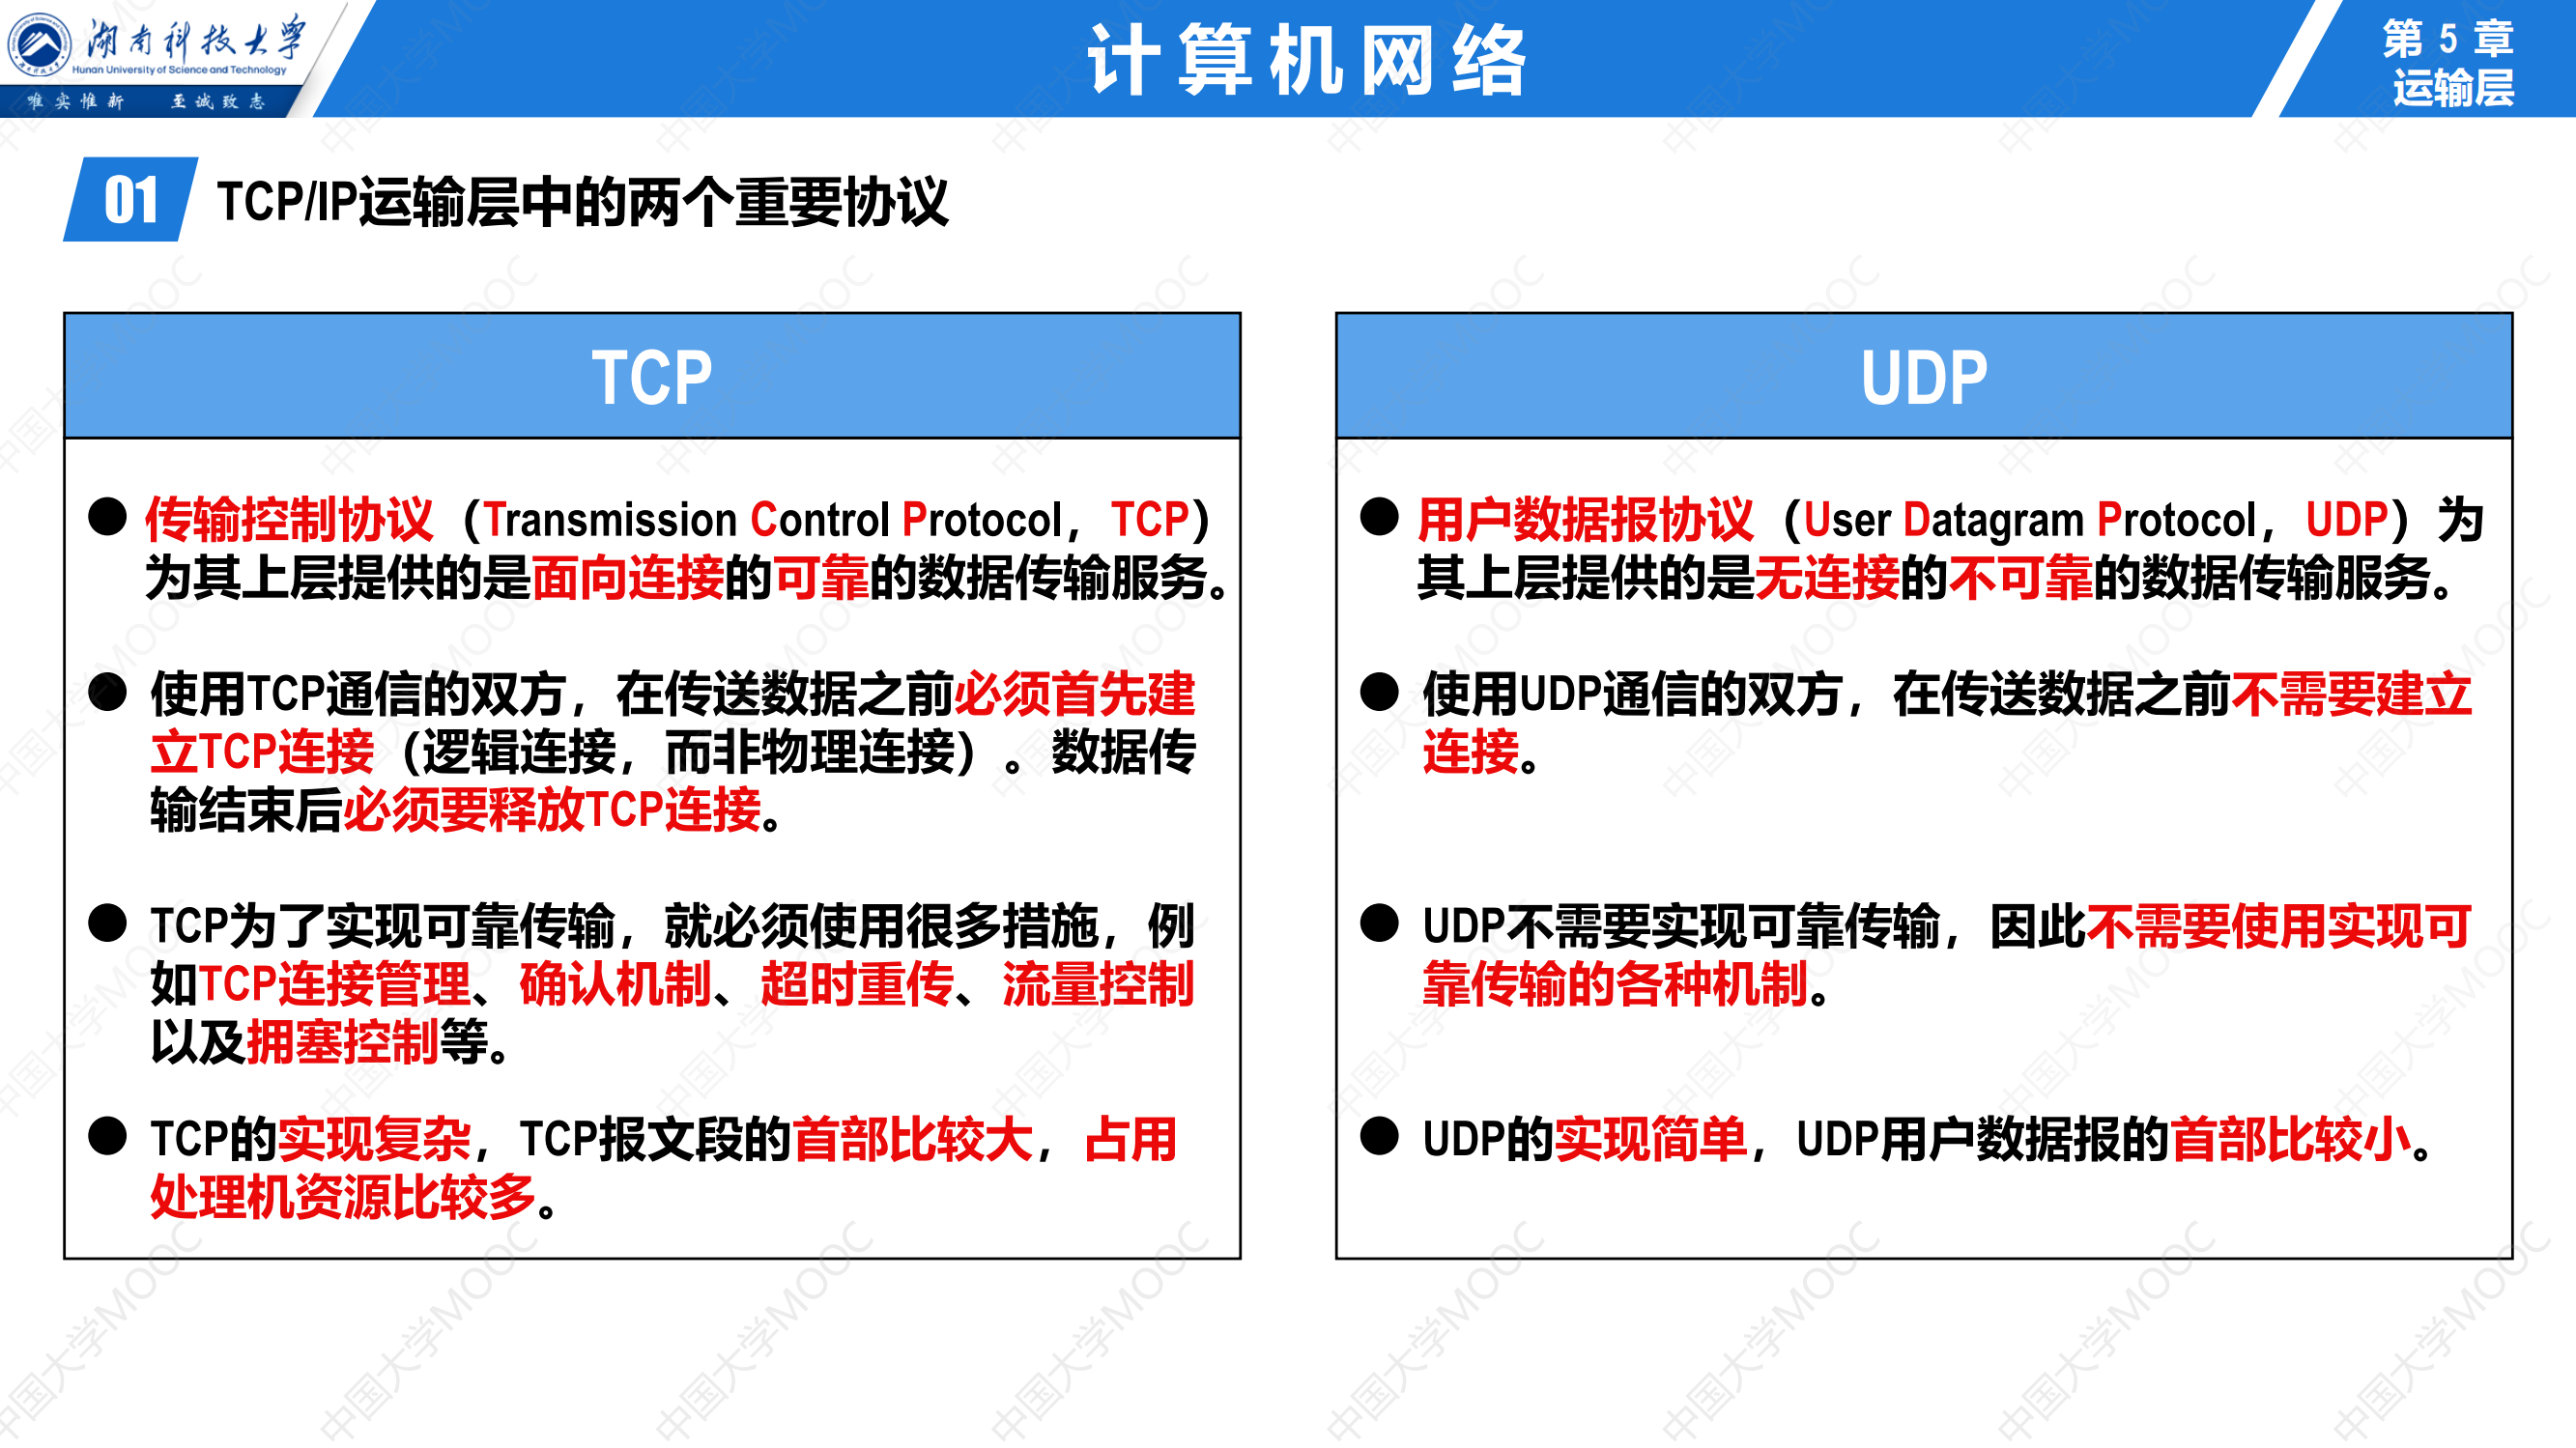 湖南科技大学
Hunan University of Science and Technology
唯实惟新 至诚致志
计算机网络
第 5 章
运输层
01 TCP/IP运输层中的两个重要协议
TCP
● 传输控制协议（Transmission Control Protocol，TCP）
为其上层提供的是面向连接的可靠的数据传输服务。
● 使用TCP通信的双方，在传送数据之前必须首先建
立TCP连接（逻辑连接，而非物理连接）。数据传
输结束后必须要释放TCP连接。
● TCP为了实现可靠传输，就必须使用很多措施，例
如TCP连接管理、确认机制、超时重传、流量控制
以及拥塞控制等。
● TCP的实现复杂，TCP报文段的首部比较大，占用
处理机资源比较多。
UDP
● 用户数据报协议（User Datagram Protocol，UDP）为
其上层提供的是无连接的不可靠的数据传输服务。
● 使用UDP通信的双方，在传送数据之前不需要建立
连接。
● UDP不需要实现可靠传输，因此不需要使用实现可
靠传输的各种机制。
● UDP的实现简单，UDP用户数据报的首部比较小。
中国大学MOOC